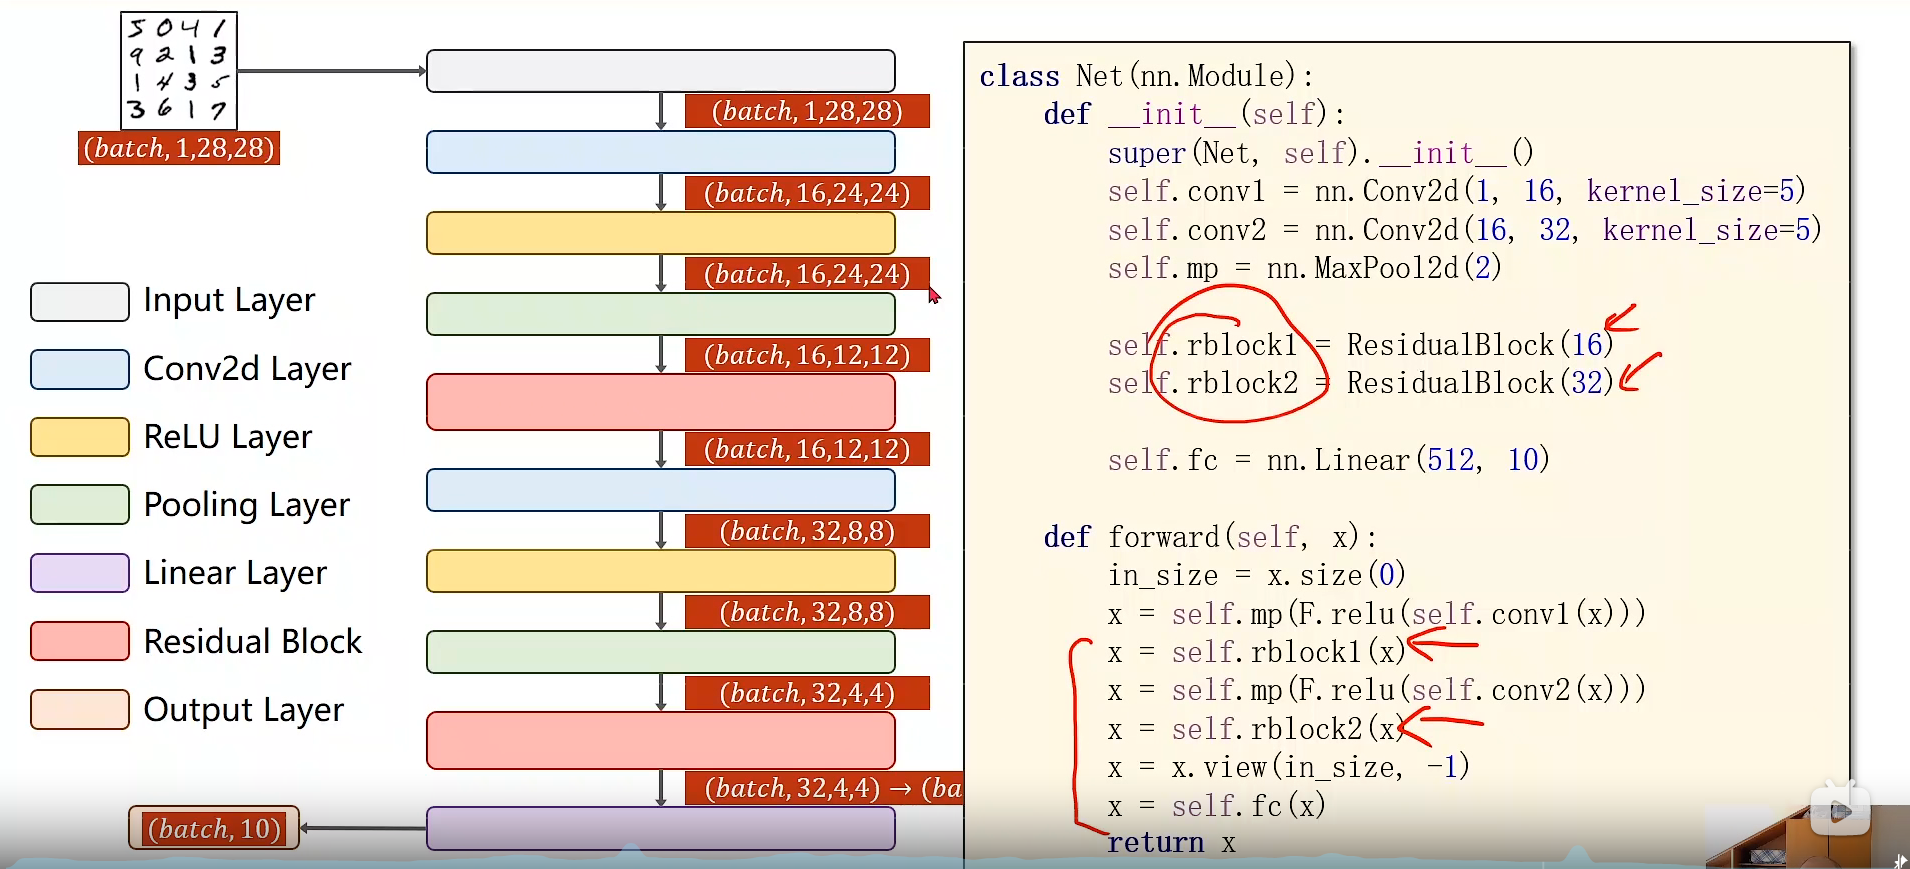 5 0 4 1
9 2 1 3
1 4 3 5
3 6 1 7
(batch, 1,28,28)
(batch, 1,28,28)
(batch, 16,24,24)
(batch, 16,24,24)
(batch, 16,12,12)
(batch, 16,12,12)
(batch, 32,8,8)
(batch, 32,8,8)
(batch, 32,4,4)
(batch, 32,4,4) → (ba
(batch, 10)
Input Layer
Conv2d Layer
ReLU Layer
Pooling Layer
Linear Layer
Residual Block
Output Layer
class Net(nn.Module):
    def __init__(self):
        super(Net, self).__init__()
        self.conv1 = nn.Conv2d(1, 16, kernel_size=5)
        self.conv2 = nn.Conv2d(16, 32, kernel_size=5)
        self.mp = nn.MaxPool2d(2)
        self.rblock1 = ResidualBlock(16)
        self.rblock2 = ResidualBlock(32)
        self.fc = nn.Linear(512, 10)
    def forward(self, x):
        in_size = x.size(0)
        x = self.mp(F.relu(self.conv1(x)))
        x = self.rblock1(x)
        x = self.mp(F.relu(self.conv2(x)))
        x = self.rblock2(x)
        x = x.view(in_size, -1)
        x = self.fc(x)
        return x